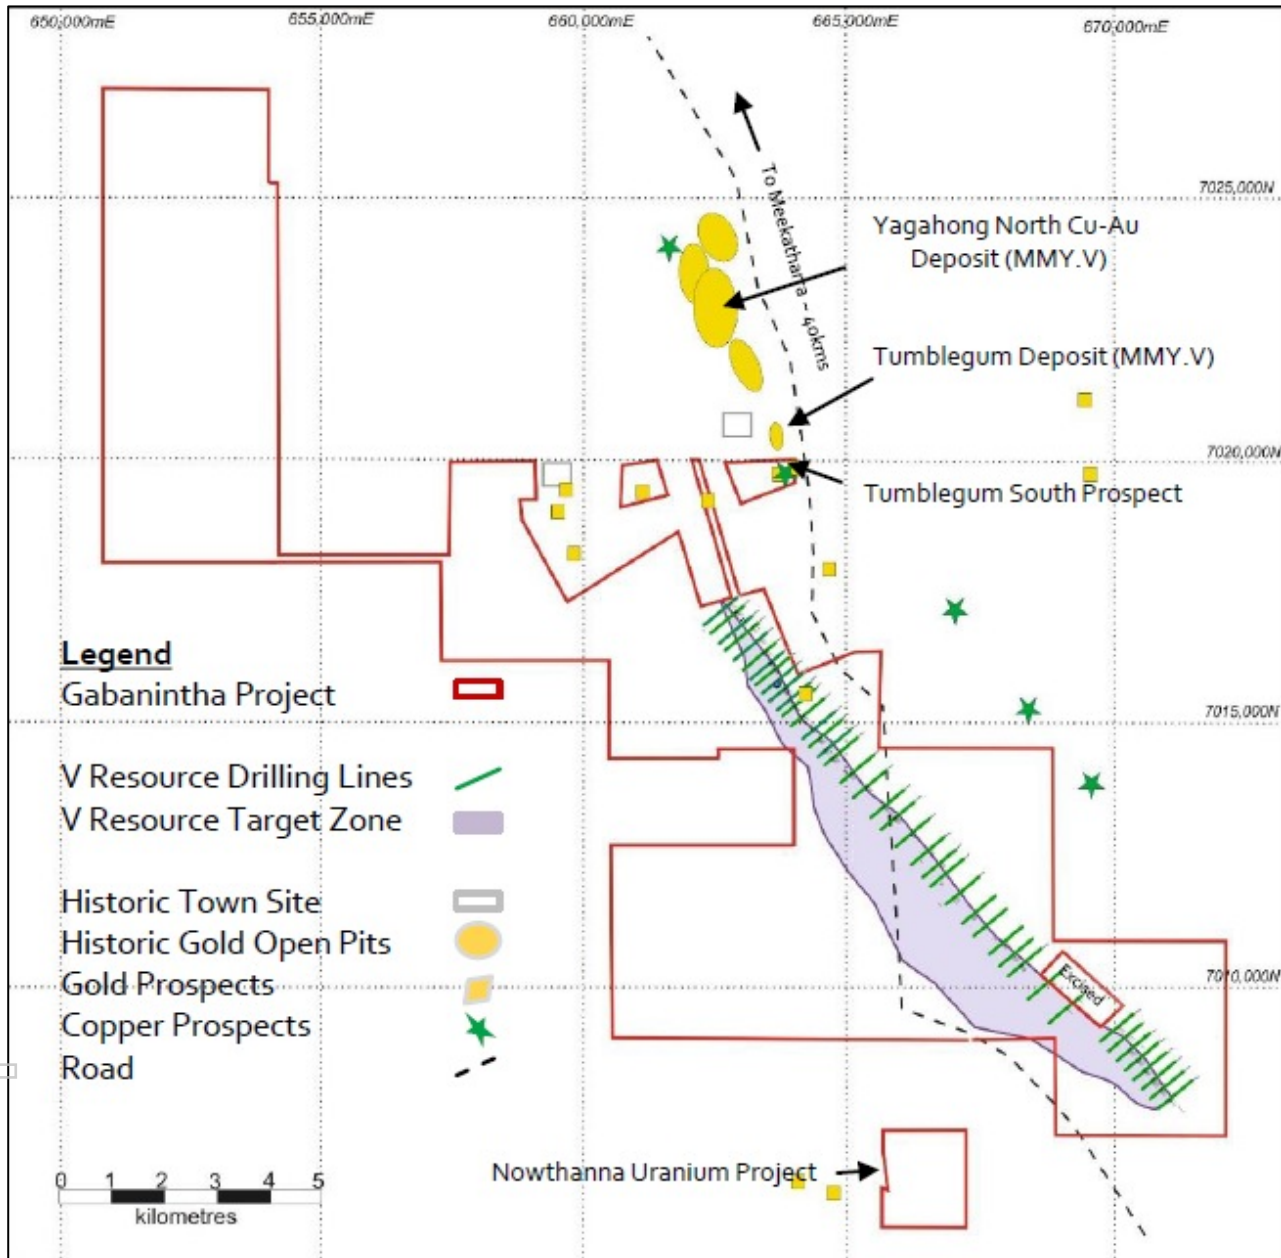 650,000mE
655,000mE
660,000mE
665,000mE
670,000mE
To Meekatharra - 40kms
7025,000N
Yagahong North Cu-Au
Deposit (MMY.V)
Tumblegum Deposit (MMY.V)
7020,000N
Tumblegum South Prospect
Legend
Gabanintha Project
7015,000N
V Resource Drilling Lines
V Resource Target Zone
Historic Town Site
Historic Gold Open Pits
Gold Prospects
Copper Prospects
Road
Excised
7010,000N
Nowthanna Uranium Project
0 1 2 3 4 5
kilometres